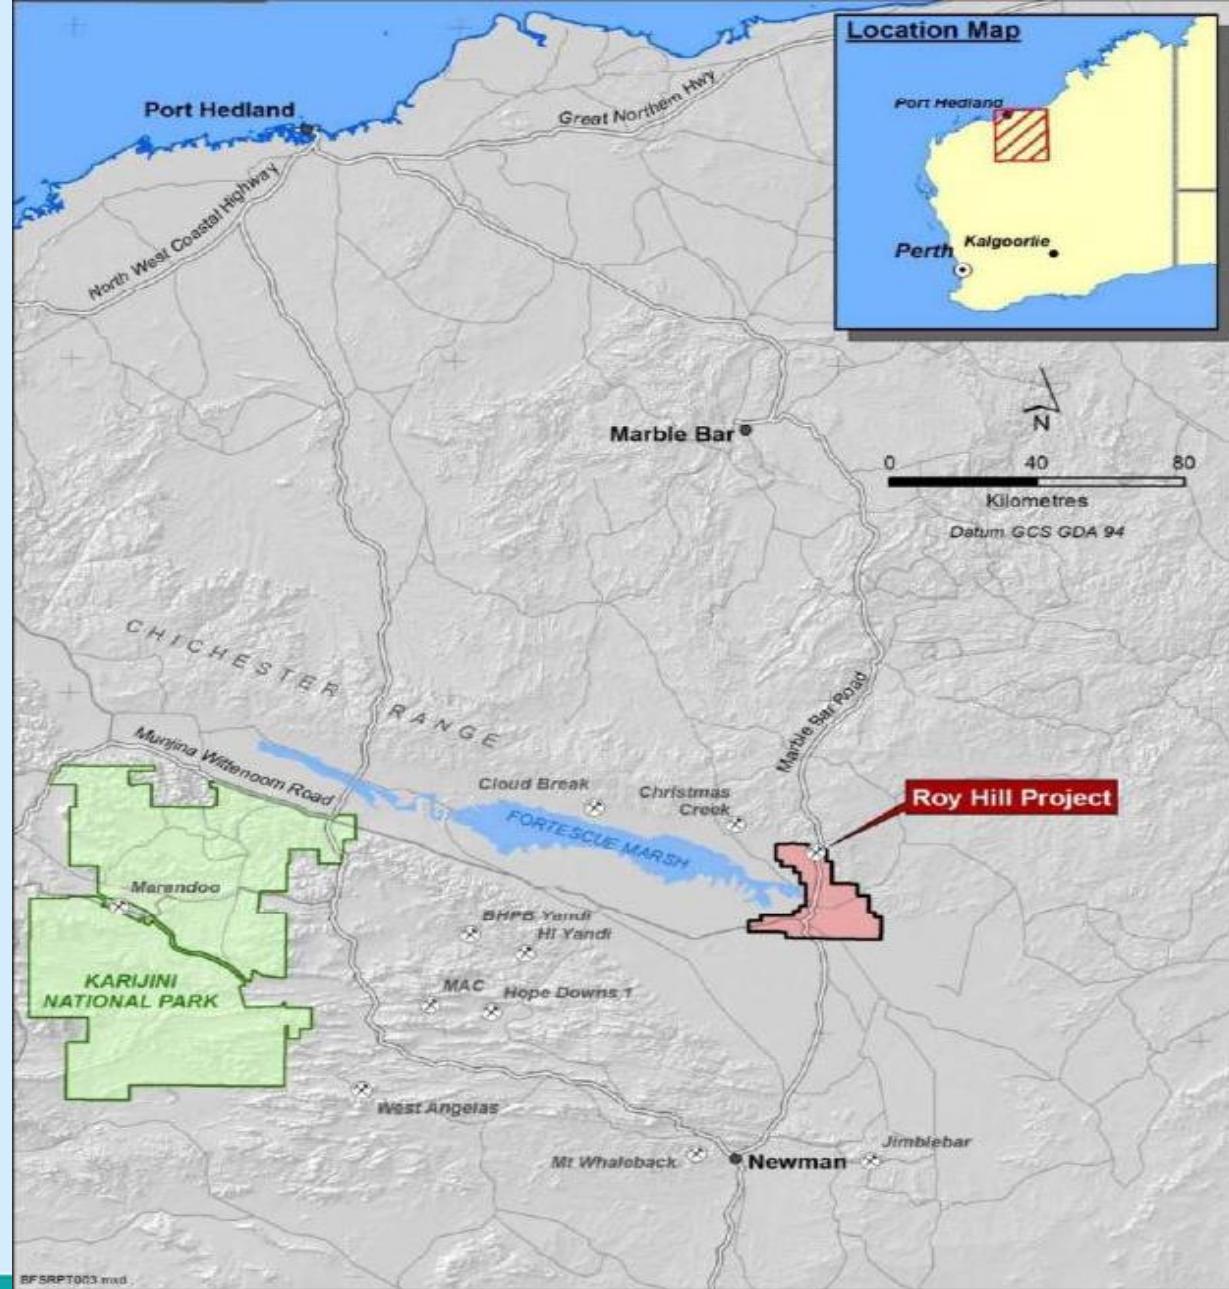 Location Map
Port Hedland
Kalgoorlie
Perth
Port Hedland
Great Northern Hwy
North West Coastal Highway
Marble Bar
N
0 40 80
Kilometres
Datum GCS GDA 94
CHICHESTER RANGE
Munjina Wittenoom Road
Marble Bar Road
Cloud Break
Christmas
Creek
Roy Hill Project
FORTESCUE MARSH
Marandoo
BHPB Yandi
HI Yandi
KARIJINI
NATIONAL PARK
MAC
Hope Downs 1
West Angelas
Mt Whaleback
Newman
Jimblebar
BFSRPT003.mxd